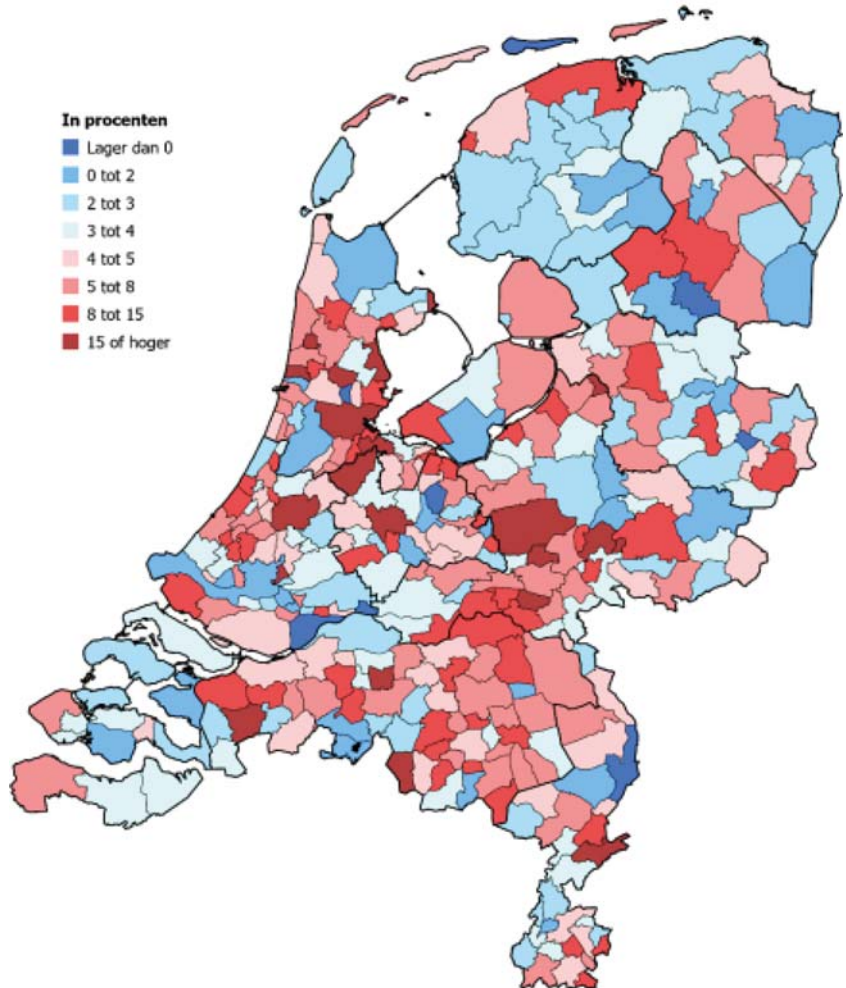 In procenten
Lager dan 0
0 tot 2
2 tot 3
3 tot 4
4 tot 5
5 tot 8
8 tot 15
15 of hoger